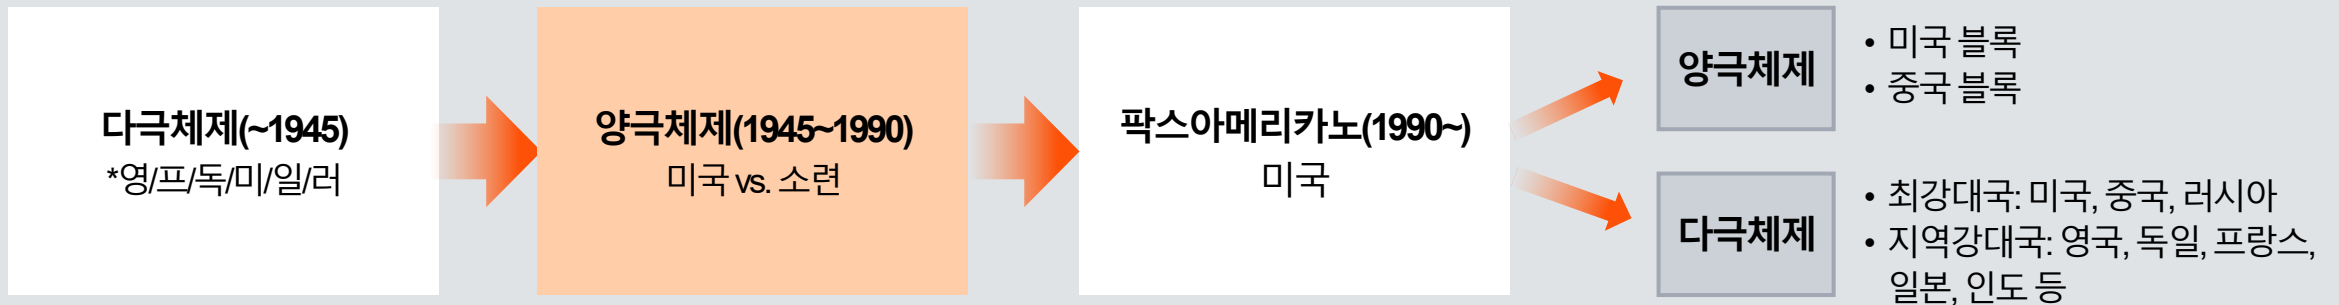 다극체제(~1945)
*영/프/독/미/일/러
양극체제(1945~1990)
미국 vs. 소련
팍스아메리카노(1990~)
미국
양극체제
• 미국 블록
• 중국 블록
다극체제
• 최강대국: 미국, 중국, 러시아
• 지역강대국: 영국, 독일, 프랑스,
일본, 인도 등